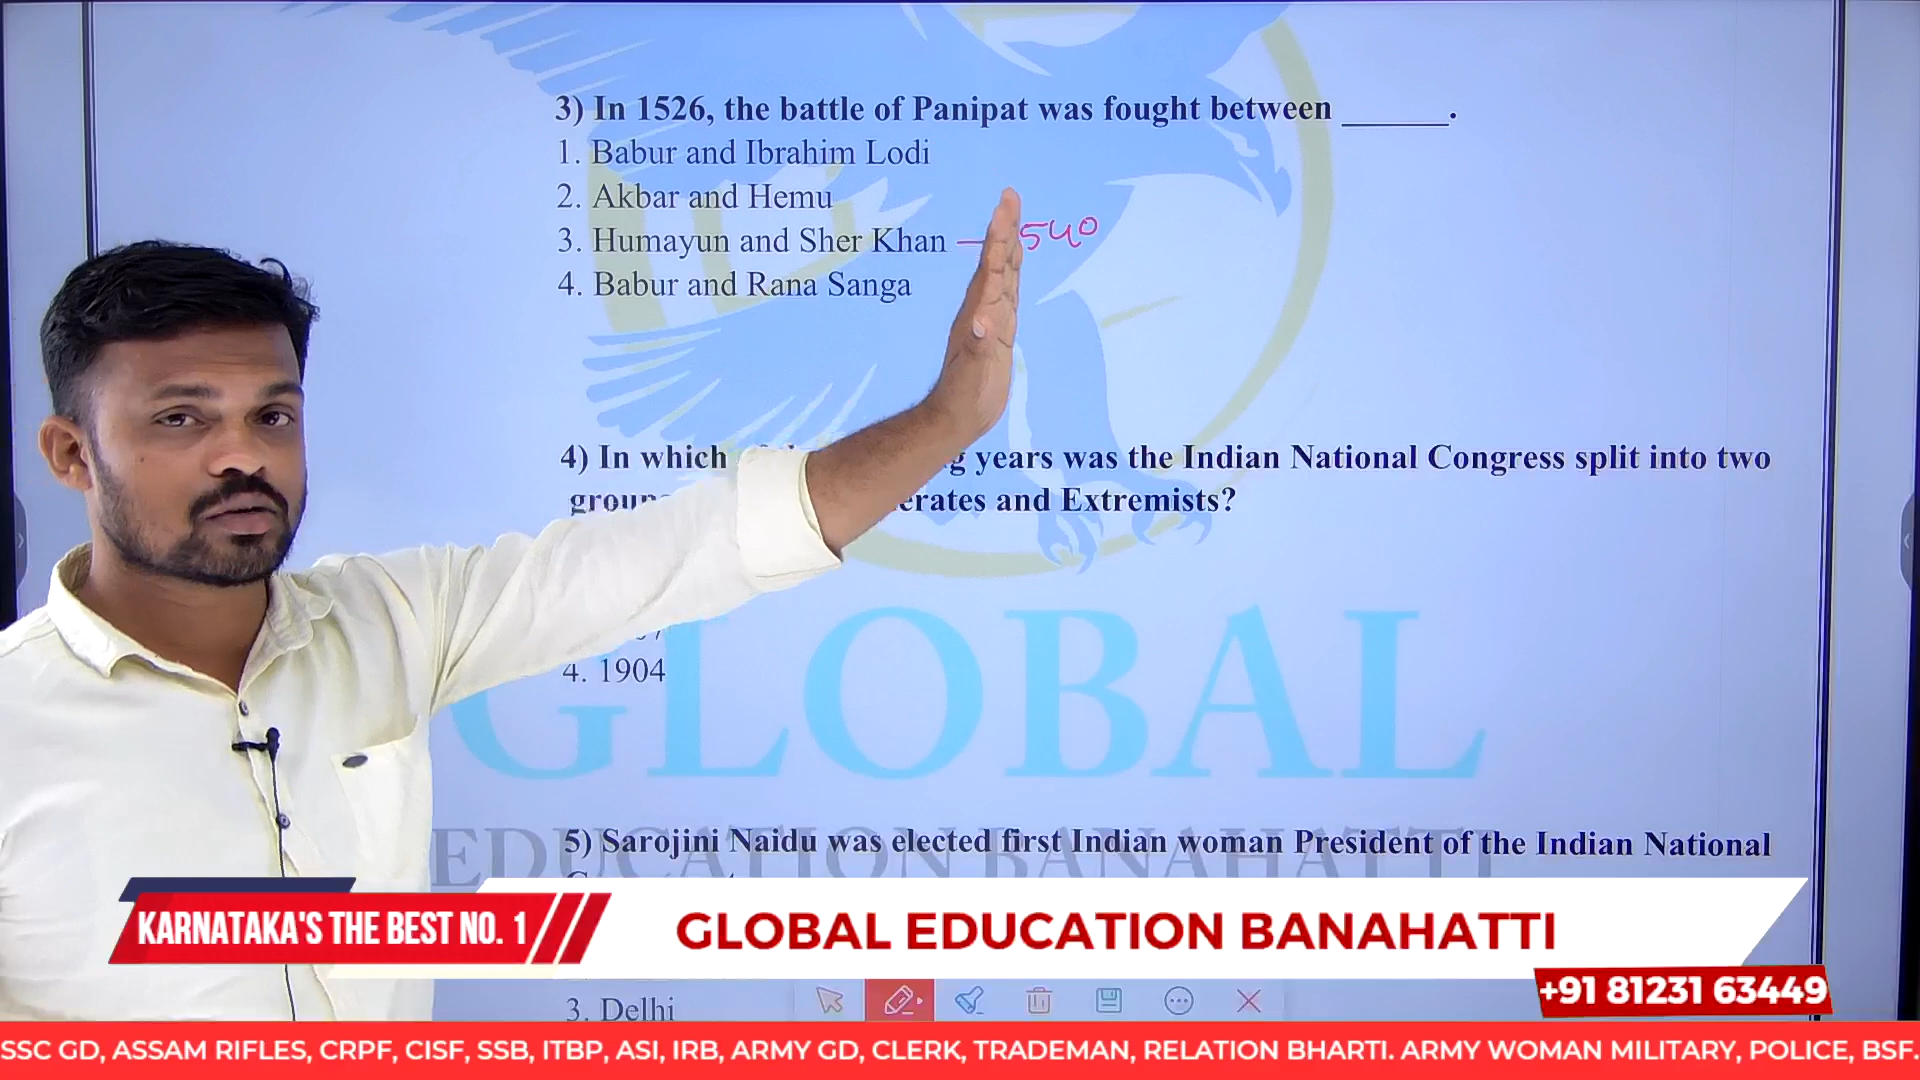 3) In 1526, the battle of Panipat was fought between ______.
1. Babur and Ibrahim Lodi
2. Akbar and Hemu
3. Humayun and Sher Khan — 540
4. Babur and Rana Sanga
4) In which years was the Indian National Congress split into two
and Extremists?
4. 1904
GLOBAL
EDUCATION BANAHATTI
5) Sarojini Naidu was elected first Indian woman President of the Indian National
KARNATAKA'S THE BEST NO. 1
GLOBAL EDUCATION BANAHATTI
+91 81231 63449
3. Delhi
SSC GD, ASSAM RIFLES, CRPF, CISF, SSB, ITBP, ASI, IRB, ARMY GD, CLERK, TRADEMAN, RELATION BHARTI. ARMY WOMAN MILITARY, POLICE, BSF.